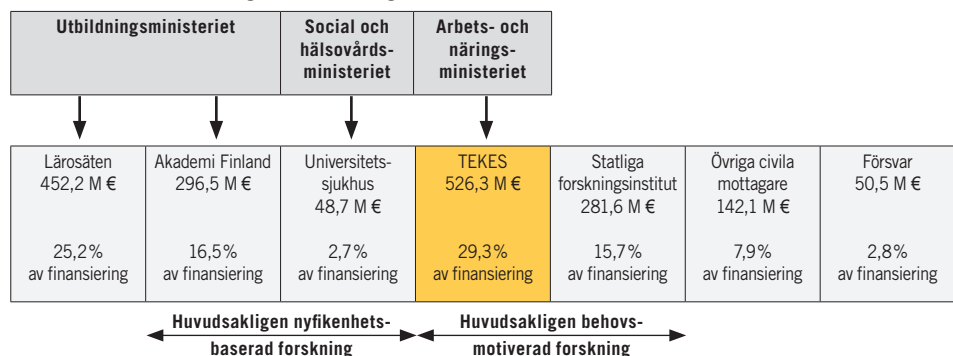 Utbildningsministeriet
Social och
hälsovårds-
ministeriet
Arbets- och
närings-
ministeriet
Lärosäten
452,2 M €
25,2%
av finansiering
Akademi Finland
296,5 M €
16,5%
av finansiering
Universitets-
sjukhus
48,7 M €
2,7%
av finansiering
TEKES
526,3 M €
29,3%
av finansiering
Statliga
forskningsinstitut
281,6 M €
15,7%
av finansiering
Övriga civila
mottagare
142,1 M €
7,9%
av finansiering
Försvar
50,5 M €
2,8%
av finansiering
Huvudsakligen nyfikenhets-
baserad forskning
Huvudsakligen behovs-
motiverad forskning